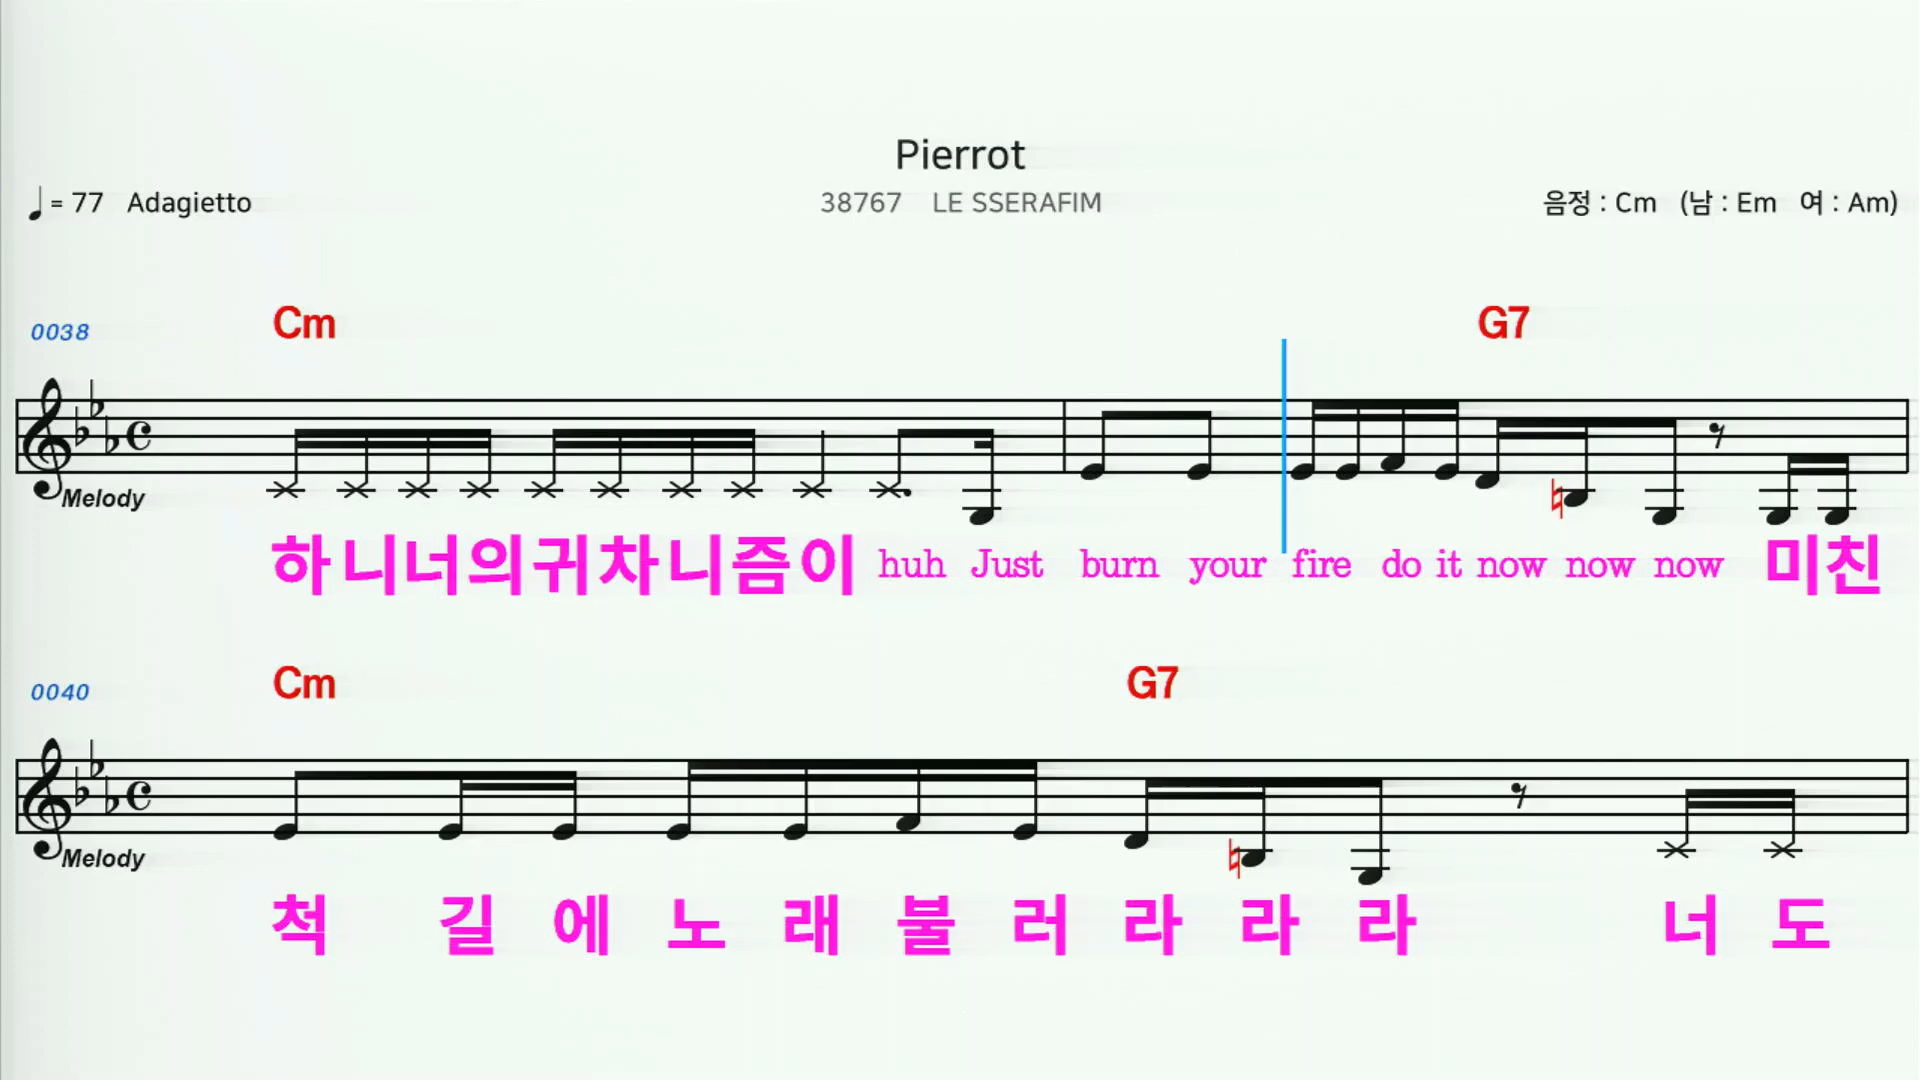 Pierrot
♩= 77 Adagietto 38767 LE SSERAFIM 음정 : Cm (남 : Em 여 : Am)
0038 Cm G7
Melody
하니너의귀차니즘이 huh Just burn your fire do it now now now 미친
0040 Cm G7
Melody
척 길에 노래불러라라라 너도